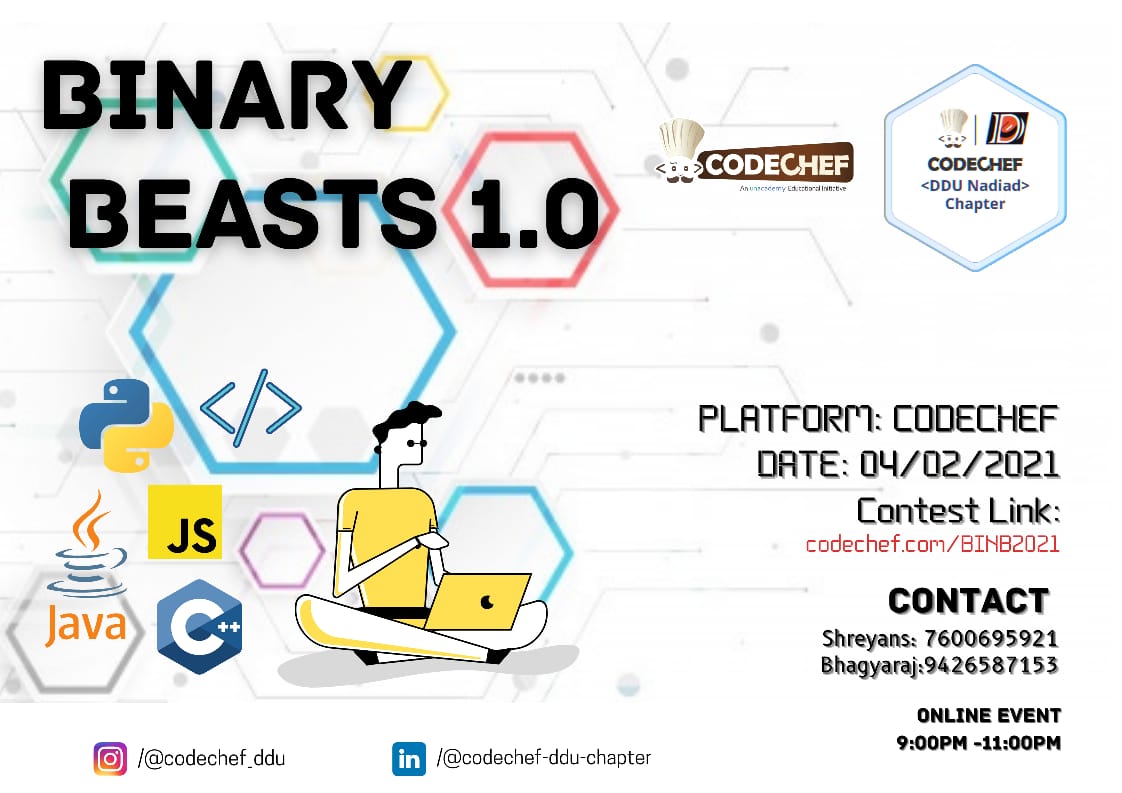 BINARY
BEASTS 1.0
CODECHEF
An unacademy Educational Initiative
CODECHEF
<DDU Nadiad>
Chapter
</>
JS
Java
C++
PLATFORM: CODECHEF
DATE: 04/02/2021
Contest Link:
codechef.com/BINB2021
CONTACT
Shreyans: 7600695921
Bhagyaraj:9426587153
ONLINE EVENT
9:00PM -11:00PM
/@codechef_ddu
in
/@codechef-ddu-chapter